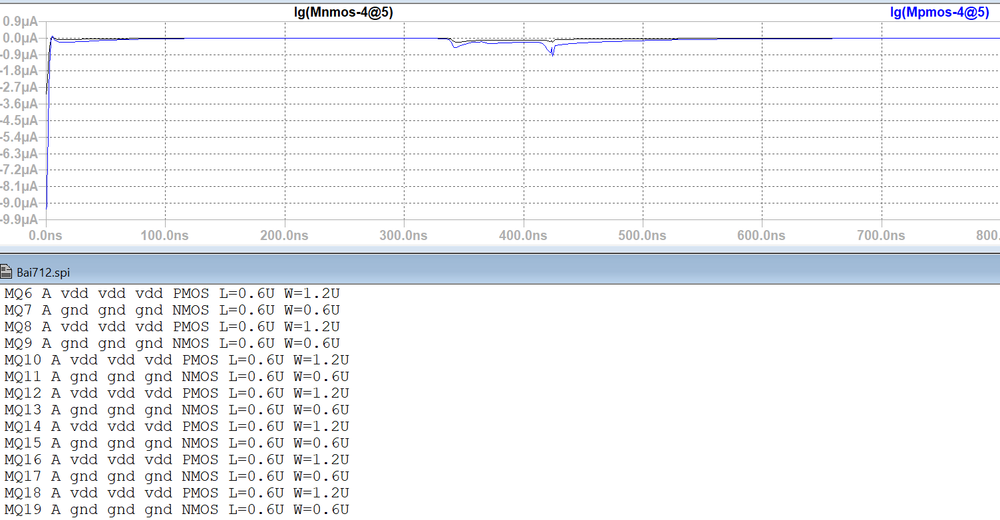 Ig(Mnmos-4@5) Ig(Mpmos-4@5)
0.9µA
0.0µA
-0.9µA
-1.8µA
-2.7µA
-3.6µA
-4.5µA
-5.4µA
-6.3µA
-7.2µA
-8.1µA
-9.0µA
-9.9µA
0.0ns 100.0ns 200.0ns 300.0ns 400.0ns 500.0ns 600.0ns 700.0ns 800.
Bai712.spi
MQ6 A vdd vdd vdd PMOS L=0.6U W=1.2U
MQ7 A gnd gnd gnd NMOS L=0.6U W=0.6U
MQ8 A vdd vdd vdd PMOS L=0.6U W=1.2U
MQ9 A gnd gnd gnd NMOS L=0.6U W=0.6U
MQ10 A vdd vdd vdd PMOS L=0.6U W=1.2U
MQ11 A gnd gnd gnd NMOS L=0.6U W=0.6U
MQ12 A vdd vdd vdd PMOS L=0.6U W=1.2U
MQ13 A gnd gnd gnd NMOS L=0.6U W=0.6U
MQ14 A vdd vdd vdd PMOS L=0.6U W=1.2U
MQ15 A gnd gnd gnd NMOS L=0.6U W=0.6U
MQ16 A vdd vdd vdd PMOS L=0.6U W=1.2U
MQ17 A gnd gnd gnd NMOS L=0.6U W=0.6U
MQ18 A vdd vdd vdd PMOS L=0.6U W=1.2U
MQ19 A gnd gnd gnd NMOS L=0.6U W=0.6U